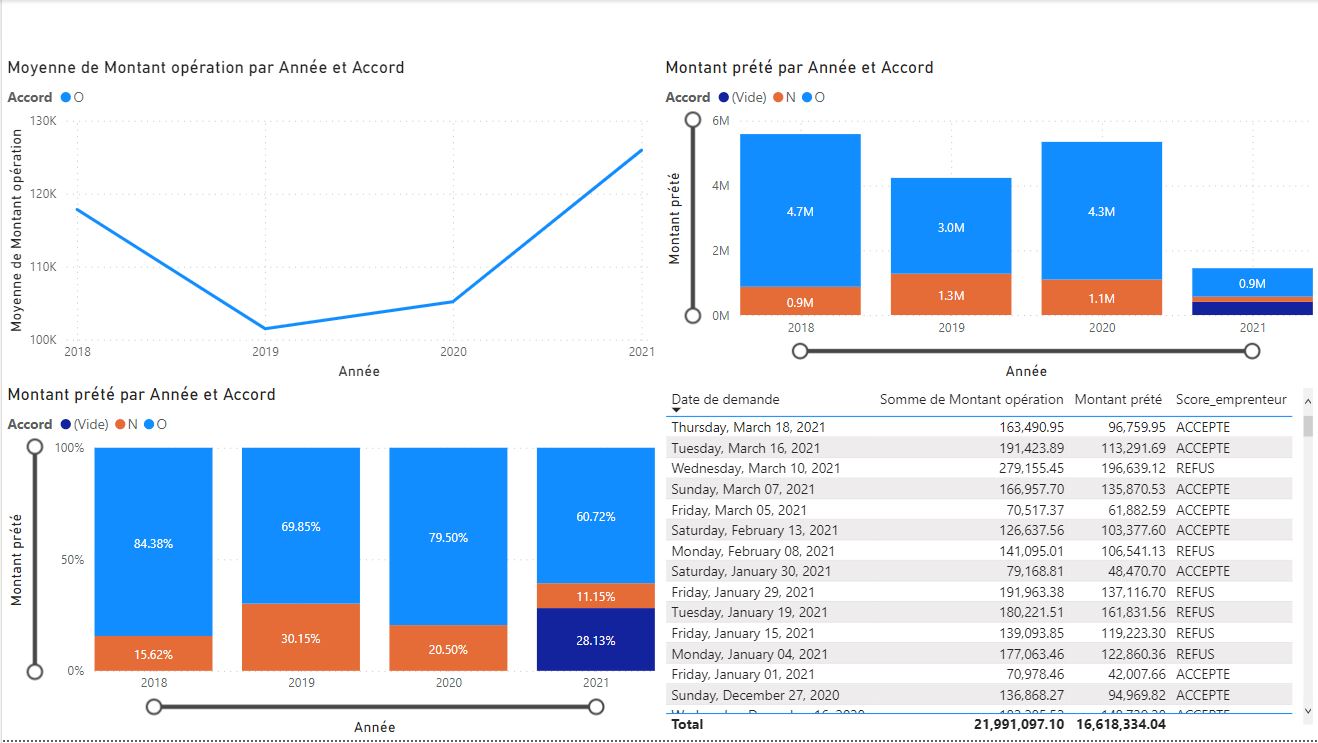 Moyenne de Montant opération par Année et Accord
Accord O
Moyenne de Montant opération
130K
120K
110K
100K
2018 2019 2020 2021
Année
Montant prété par Année et Accord
Accord (Vide) N O
Montant prété
6M
4M
2M
0M
4.7M 3.0M 4.3M 0.9M
0.9M 1.3M 1.1M
2018 2019 2020 2021
Année
Montant prété par Année et Accord
Accord (Vide) N O
Montant prété
100%
50%
0%
84.38% 69.85% 79.50% 60.72%
15.62% 30.15% 20.50% 11.15%
28.13%
2018 2019 2020 2021
Année
Date de demande Somme de Montant opération Montant prété Score_emprenteur
Thursday, March 18, 2021 163,490.95 96,759.95 ACCEPTE
Tuesday, March 16, 2021 191,423.89 113,291.69 ACCEPTE
Wednesday, March 10, 2021 279,155.45 196,639.12 REFUS
Sunday, March 07, 2021 166,957.70 135,870.53 ACCEPTE
Friday, March 05, 2021 70,517.37 61,882.59 ACCEPTE
Saturday, February 13, 2021 126,637.56 103,377.60 ACCEPTE
Monday, February 08, 2021 141,095.01 106,541.13 REFUS
Saturday, January 30, 2021 79,168.81 48,470.70 ACCEPTE
Friday, January 29, 2021 191,963.38 137,116.70 REFUS
Tuesday, January 19, 2021 180,221.51 161,831.56 REFUS
Friday, January 15, 2021 139,093.85 119,223.30 REFUS
Monday, January 04, 2021 177,063.46 122,860.36 REFUS
Friday, January 01, 2021 70,978.46 42,007.66 ACCEPTE
Sunday, December 27, 2020 136,868.27 94,969.82 ACCEPTE
Total 21,991,097.10 16,618,334.04